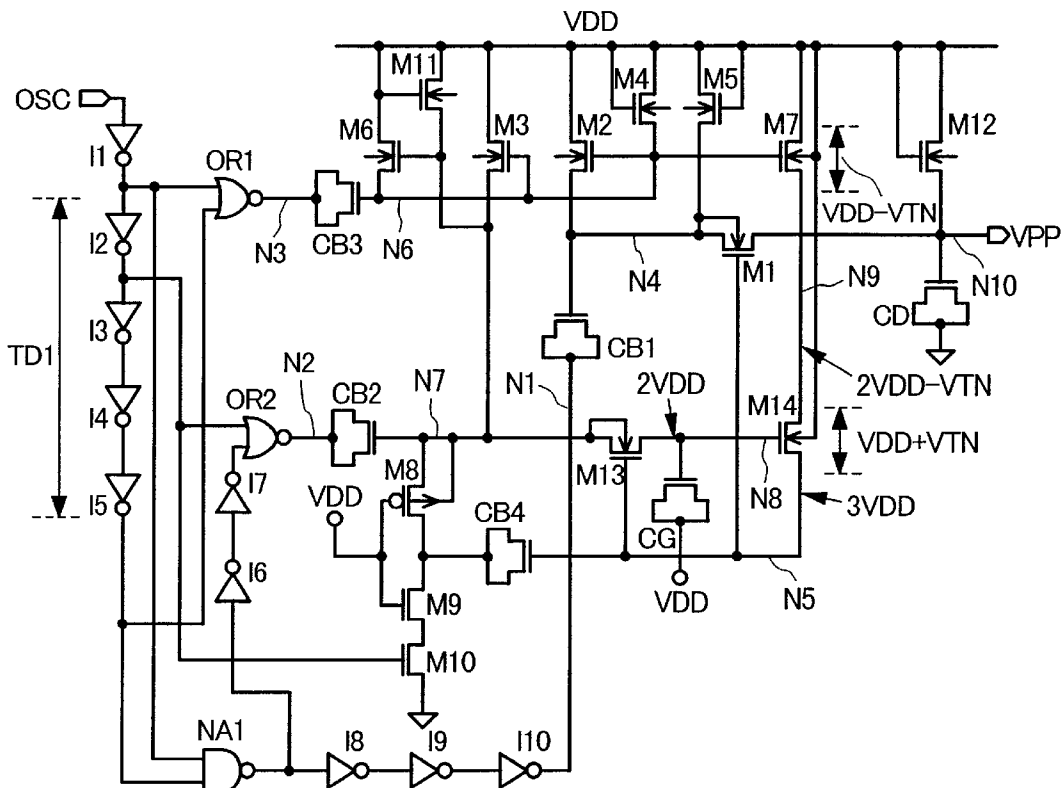 VDD
OSC
M11
M4
M5
I1
M6
M3
M2
M7
M12
OR1
VDD-VTN
I2
N3
CB3
N6
N4
M1
VPP
N10
I3
N9
CD
TD1
CB1
N2
CB2
N7
N1
2VDD
2VDD-VTN
OR2
M14
I4
M13
VDD+VTN
M8
N8
I7
VDD
I5
CB4
CG
3VDD
I6
M9
VDD
N5
M10
NA1
I8
I9
I10